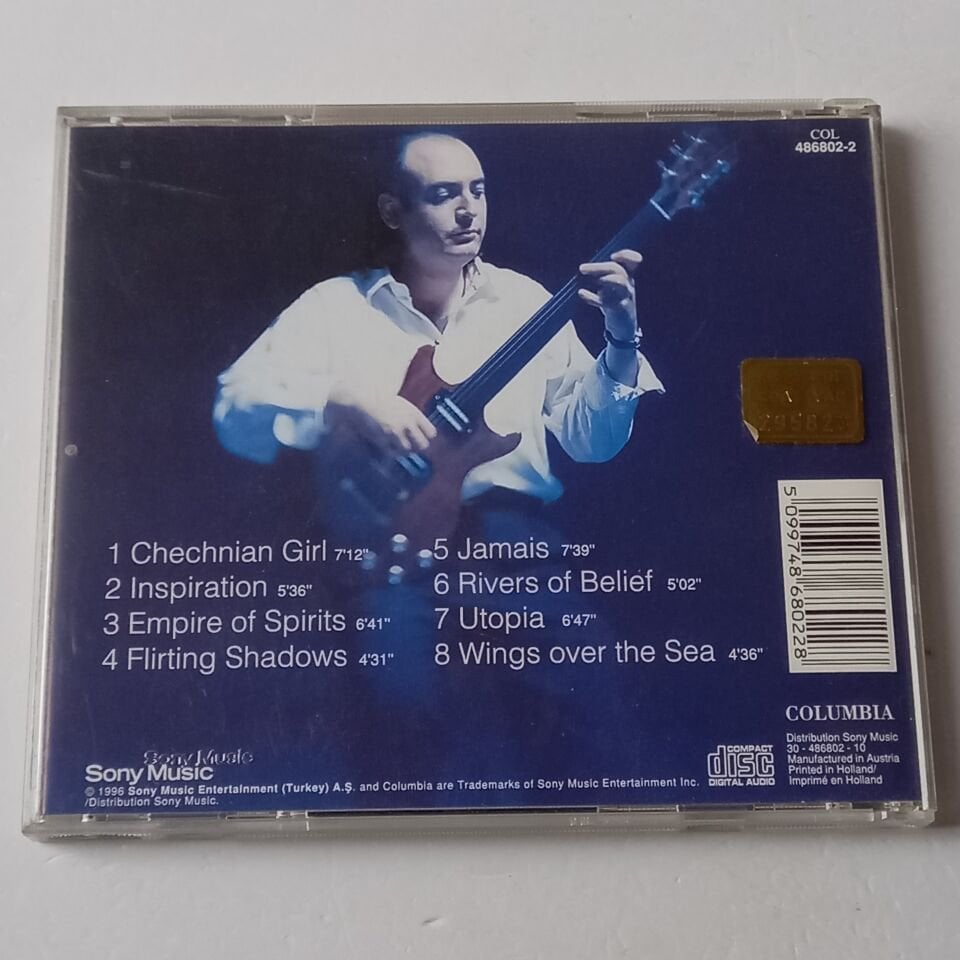 COL
486802-2
1 Chechnian Girl 7'12"
2 Inspiration 5'36"
3 Empire of Spirits 6'41"
4 Flirting Shadows 4'31"
5 Jamais 7'39"
6 Rivers of Belief 5'02"
7 Utopia 6'47"
8 Wings over the Sea 4'36"
5 099748 680228
COLUMBIA
Distribution Sony Music
30 - 486802 - 10
Manufactured in Austria
Printed in Holland/
Imprimé en Holland
COMPACT
disc
DIGITAL AUDIO
Sony Music
Sony Music
© 1996 Sony Music Entertainment (Turkey) A.Ş. and Columbia are Trademarks of Sony Music Entertainment Inc.
/Distribution Sony Music.